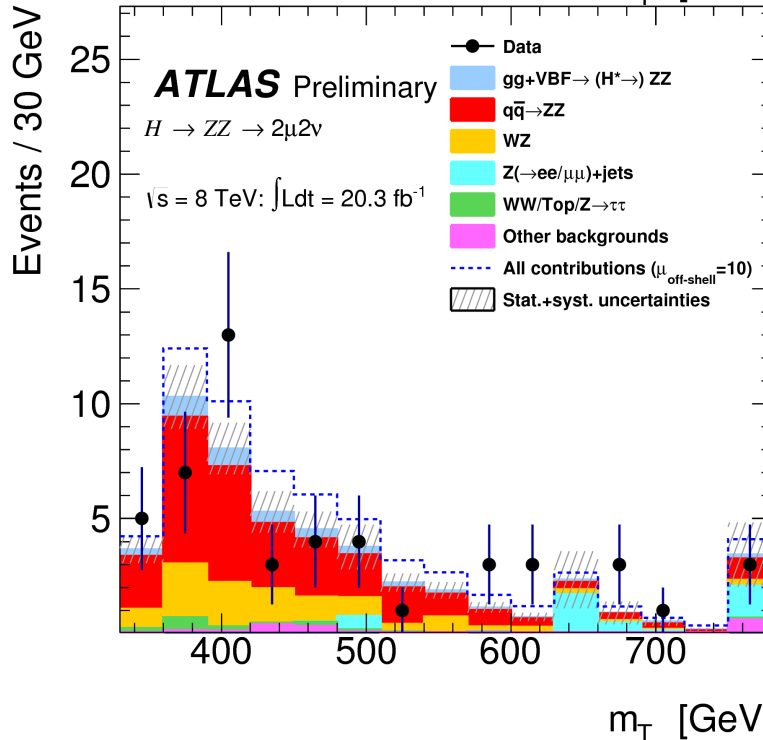 Events / 30 GeV
25
20
15
10
5
ATLAS Preliminary
H → ZZ → 2μ2ν
√s = 8 TeV: ∫Ldt = 20.3 fb⁻¹
Data
gg+VBF→ (H*→) ZZ
qq̅→ZZ
WZ
Z(→ee/μμ)+jets
WW/Top/Z→ττ
Other backgrounds
All contributions (μ_off-shell=10)
Stat.+syst. uncertainties
400 500 600 700
m_T [GeV